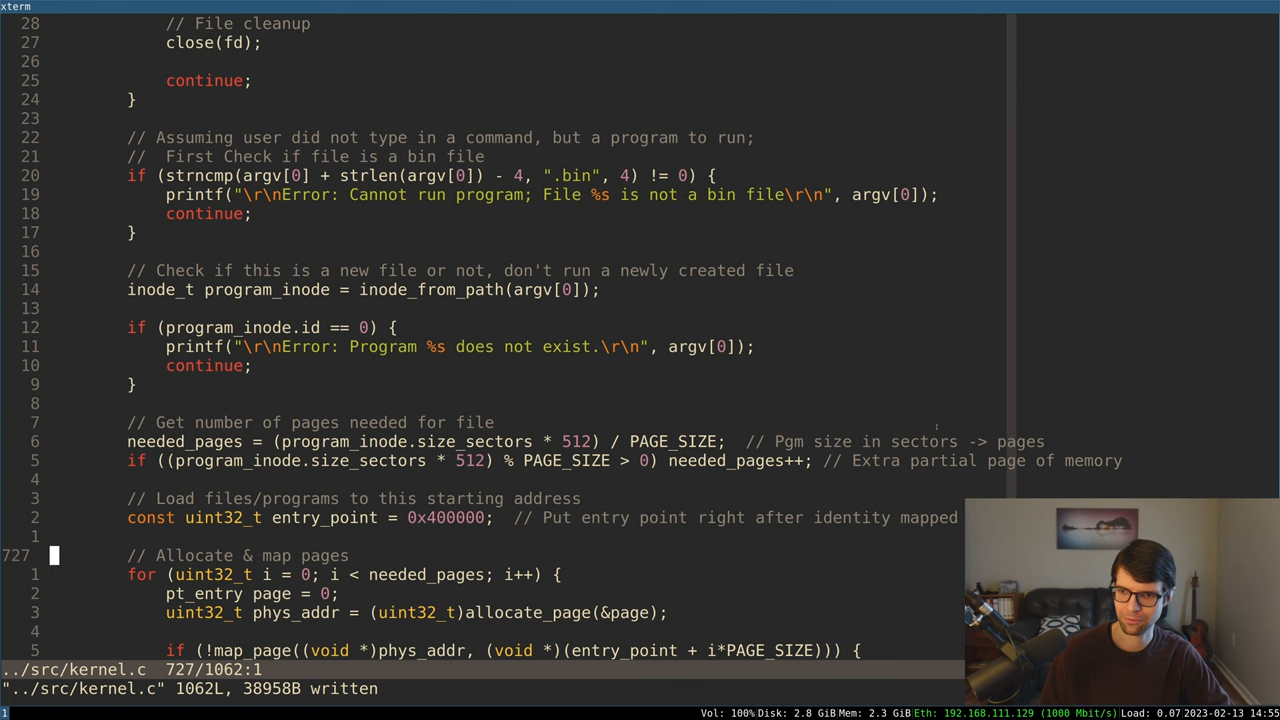 xterm
28 // File cleanup
27 close(fd);
26
25 continue;
24 }
23
22 // Assuming user did not type in a command, but a program to run;
21 //  First Check if file is a bin file
20 if (strncmp(argv[0] + strlen(argv[0]) - 4, ".bin", 4) != 0) {
19 printf("\r\nError: Cannot run program; File %s is not a bin file\r\n", argv[0]);
18 continue;
17 }
16
15 // Check if this is a new file or not, don't run a newly created file
14 inode_t program_inode = inode_from_path(argv[0]);
13
12 if (program_inode.id == 0) {
11 printf("\r\nError: Program %s does not exist.\r\n", argv[0]);
10 continue;
9 }
8
7 // Get number of pages needed for file
6 needed_pages = (program_inode.size_sectors * 512) / PAGE_SIZE;  // Pgm size in sectors -> pages
5 if ((program_inode.size_sectors * 512) % PAGE_SIZE > 0) needed_pages++; // Extra partial page of memory
4
3 // Load files/programs to this starting address
2 const uint32_t entry_point = 0x400000;  // Put entry point right after identity mapped
1
727 // Allocate & map pages
1 for (uint32_t i = 0; i < needed_pages; i++) {
2 pt_entry page = 0;
3 uint32_t phys_addr = (uint32_t)allocate_page(&page);
4
5 if (!map_page((void *)phys_addr, (void *)(entry_point + i*PAGE_SIZE))) {
../src/kernel.c  727/1062:1
"../src/kernel.c" 1062L, 38958B written
1 Vol: 100% Disk: 2.8 GiB Mem: 2.3 GiB Eth: 192.168.111.129 (1000 Mbit/s) Load: 0.07 2023-02-13 14:55